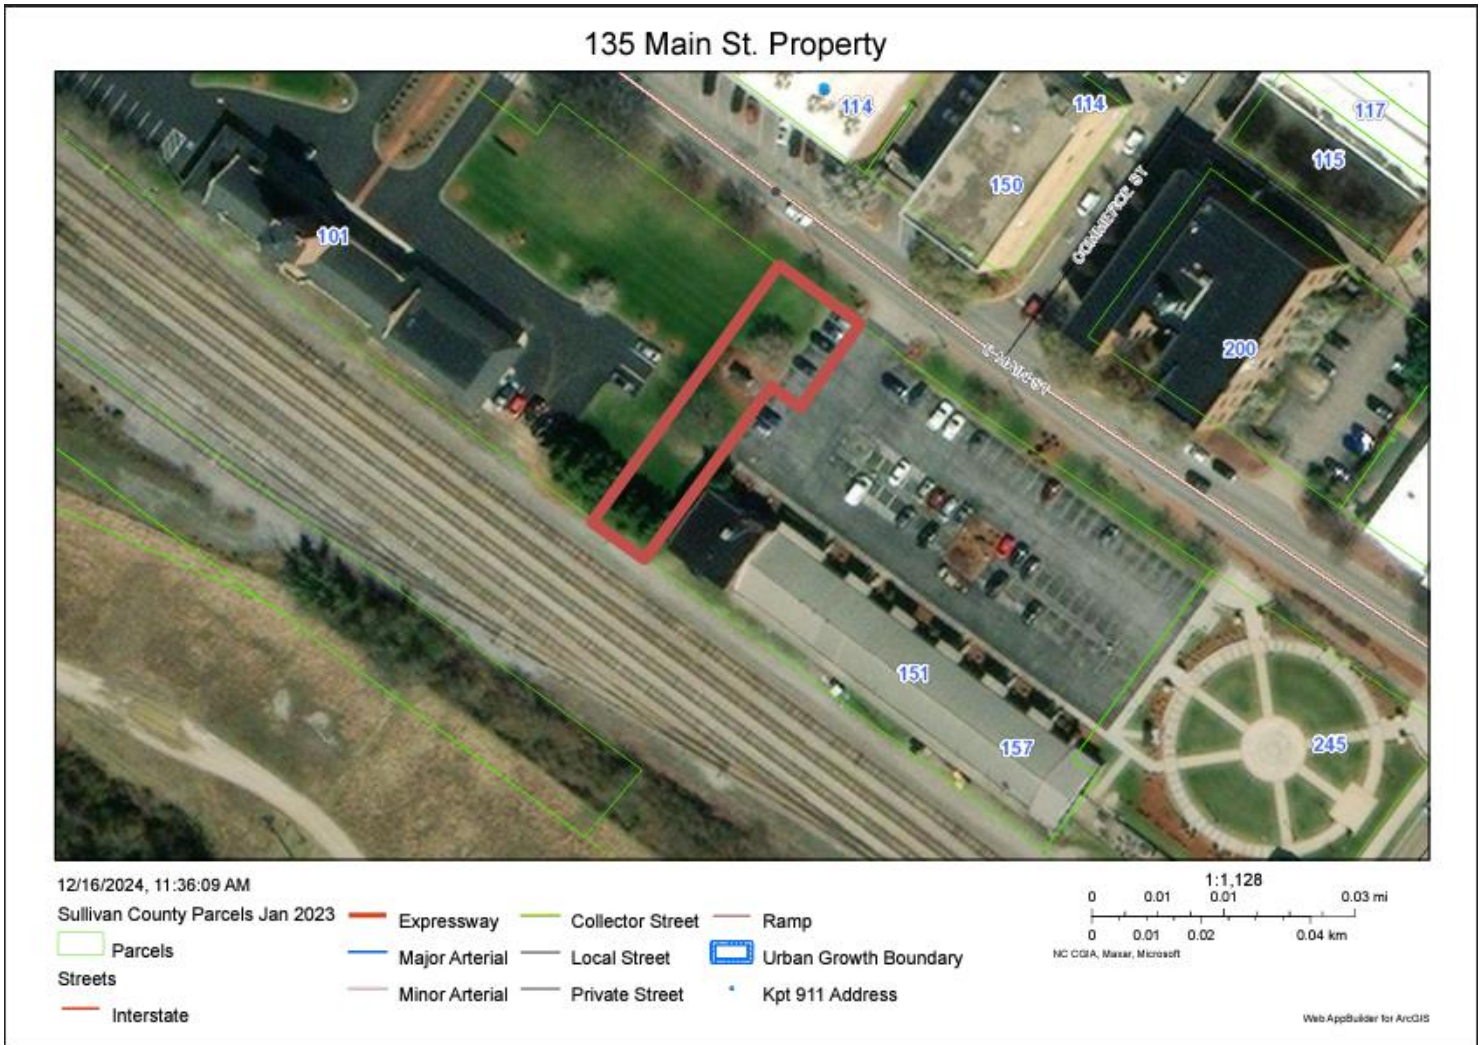 135 Main St. Property
114
114
117
115
150
COMMERCE ST
101
200
E MAIN ST
151
157
245
12/16/2024, 11:36:09 AM
Sullivan County Parcels Jan 2023
Parcels
Streets
Interstate
Expressway
Major Arterial
Minor Arterial
Collector Street
Local Street
Private Street
Ramp
Urban Growth Boundary
Kpt 911 Address
1:1,128
0 0.01 0.01 0.03 mi
0 0.01 0.02 0.04 km
NC CGIA, Maxar, Microsoft
Web AppBuilder for ArcGIS